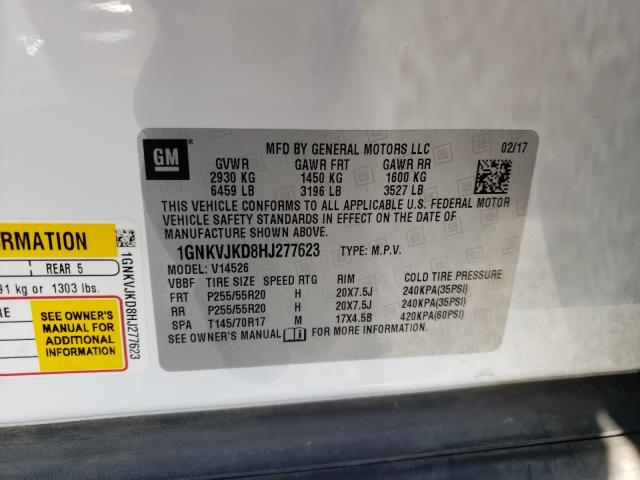 GM
MFD BY GENERAL MOTORS LLC 02/17
GVWR GAWR FRT GAWR RR
2930 KG 1450 KG 1600 KG
6459 LB 3196 LB 3527 LB
THIS VEHICLE CONFORMS TO ALL APPLICABLE U.S. FEDERAL MOTOR
VEHICLE SAFETY STANDARDS IN EFFECT ON THE DATE OF
MANUFACTURE SHOWN ABOVE.
1GNKVJKD8HJ277623 TYPE: M.P.V.
MODEL: V14526
VBBF TIRE SIZE SPEED RTG RIM COLD TIRE PRESSURE
FRT P255/55R20 H 20X7.5J 240KPA(35PSI)
RR P255/55R20 H 20X7.5J 240KPA(35PSI)
SPA T145/70R17 M 17X4.5B 420KPA(60PSI)
SEE OWNER'S MANUAL FOR MORE INFORMATION.
REAR 5
kg or 1303 lbs.
SEE OWNER'S
MANUAL FOR
ADDITIONAL
INFORMATION
1GNKVJKD8HJ277623